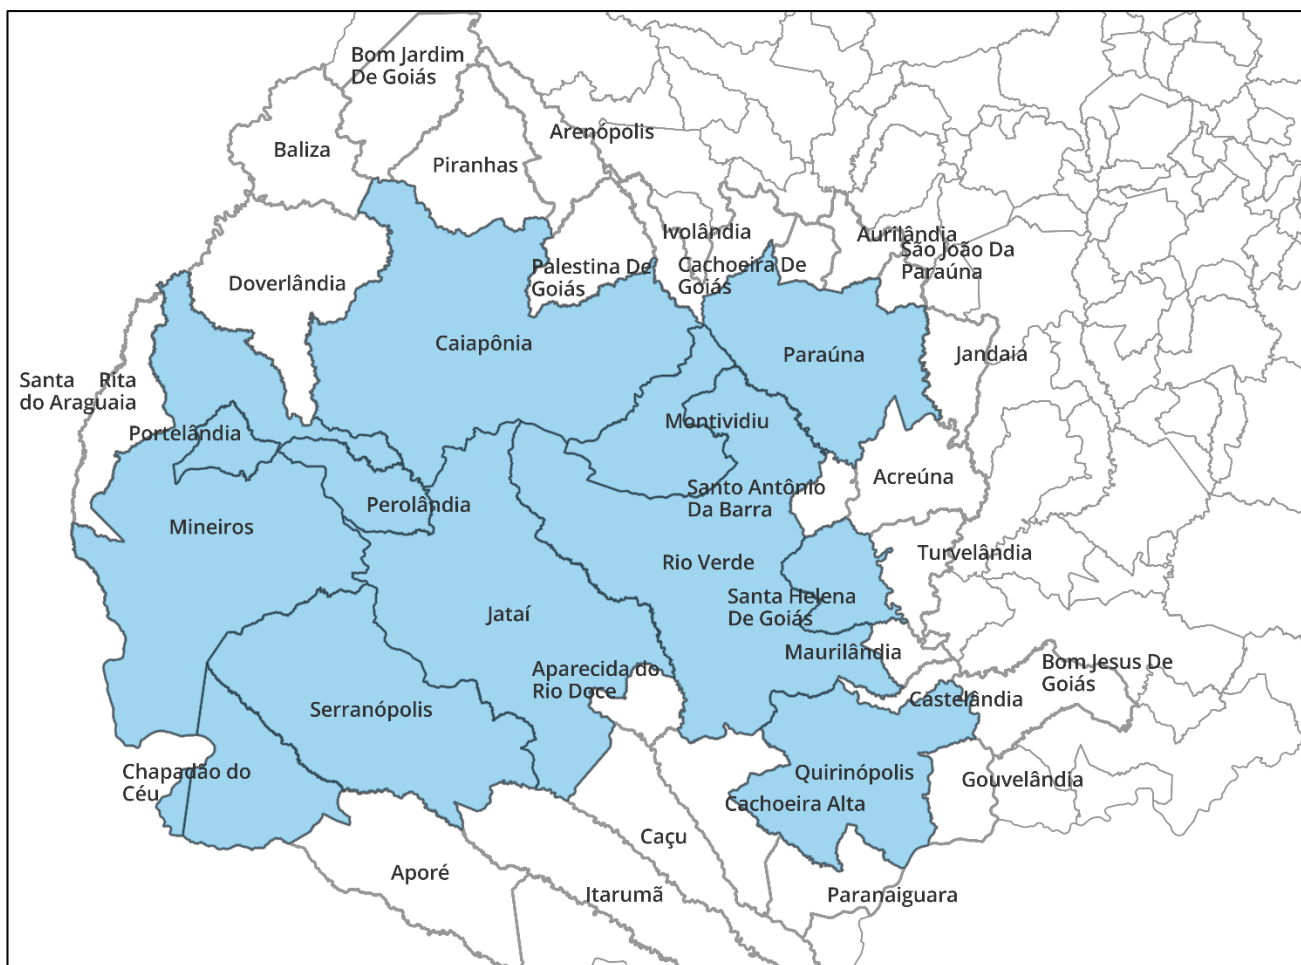 Bom Jardim
De Goiás
Arenópolis
Baliza
Piranhas
Ivolândia
Aurilândia
São João Da
Paraúna
Palestina De
Goiás
Cachoeira De
Goiás
Doverlândia
Caiapônia
Paraúna
Jandaia
Santa Rita
do Araguaia
Portelândia
Montividiu
Acreúna
Perolândia
Santo Antônio
Da Barra
Mineiros
Turvelândia
Rio Verde
Santa Helena
De Goiás
Jataí
Maurilândia
Aparecida do
Rio Doce
Bom Jesus De
Goiás
Castelândia
Serranópolis
Chapadão do
Céu
Quirinópolis
Gouvelândia
Cachoeira Alta
Caçu
Aporé
Itarumã
Paranaiguara